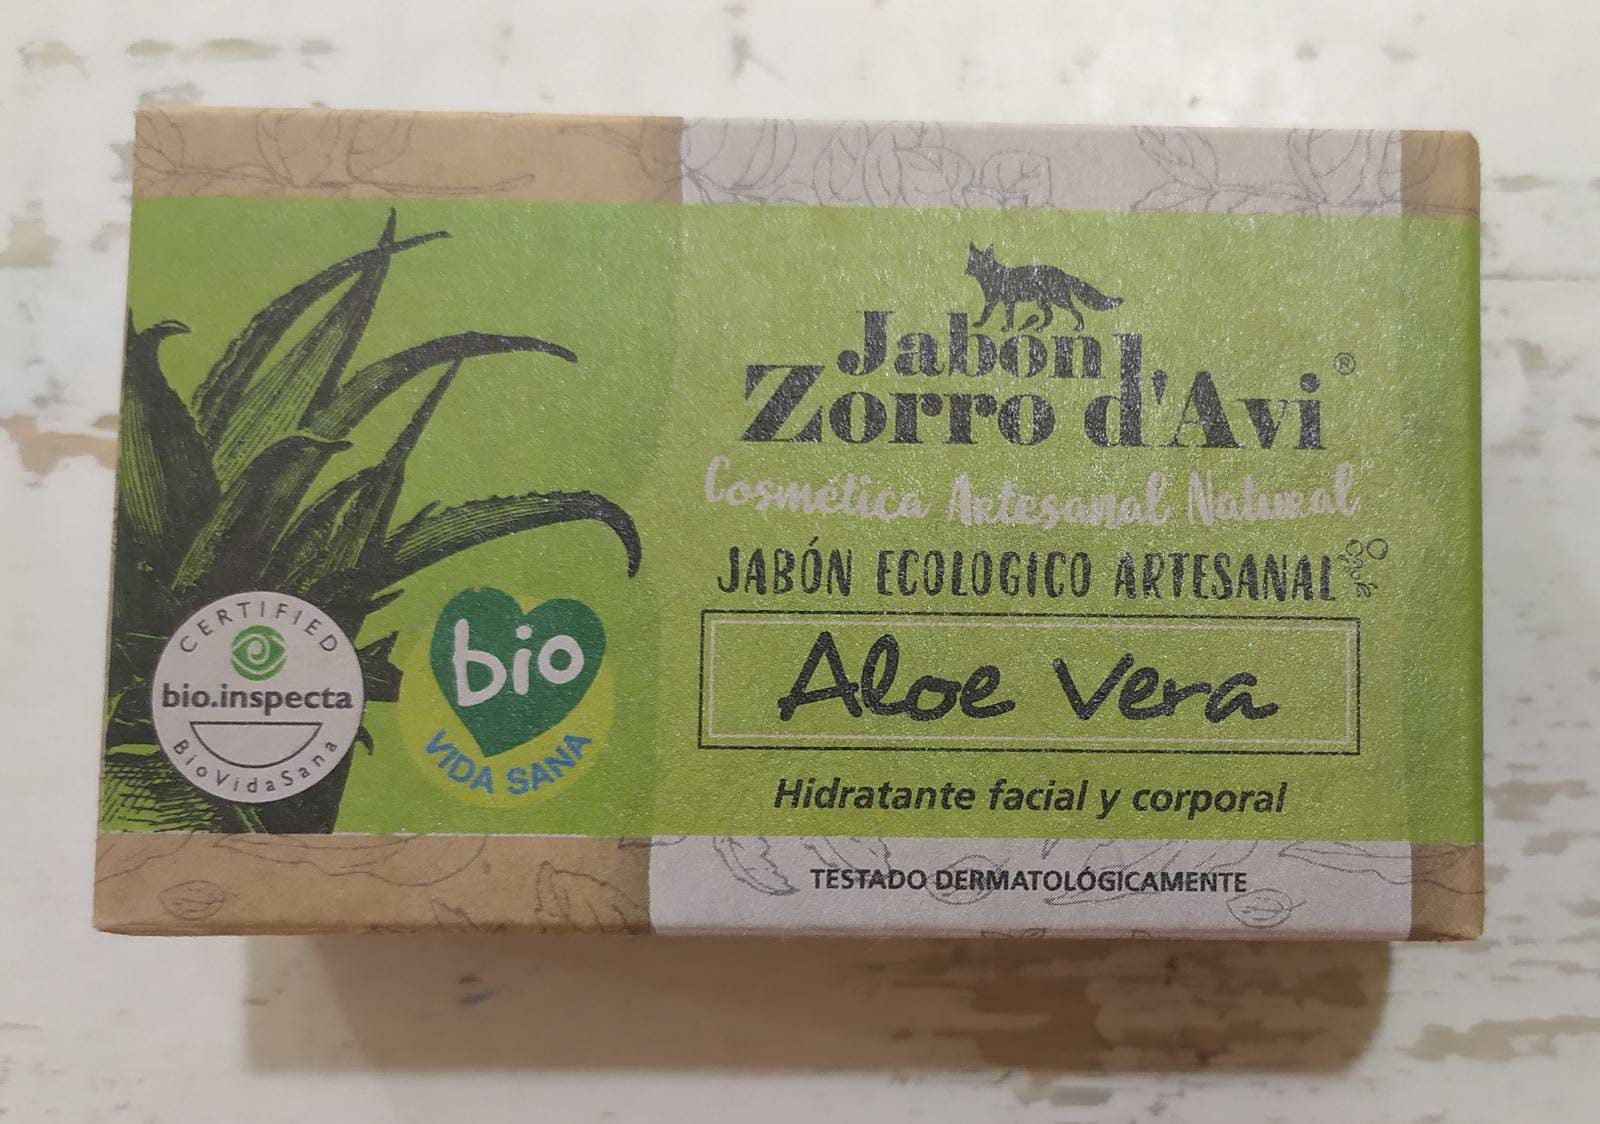 Jabón
Zorro d'Avi®
Cosmética Artesanal Natural
JABÓN ECOLOGICO ARTESANAL
Aloe Vera
Hidratante facial y corporal
TESTADO DERMATOLÓGICAMENTE
CERTIFIED
bio.inspecta
BioVidaSana
bio
VIDA SANA